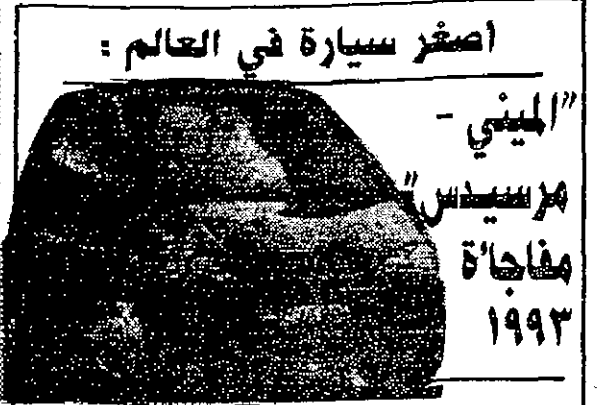 أصغر سيارة في العالم :
"الميني -
مرسيدس"
مفاجأة
١٩٩٣